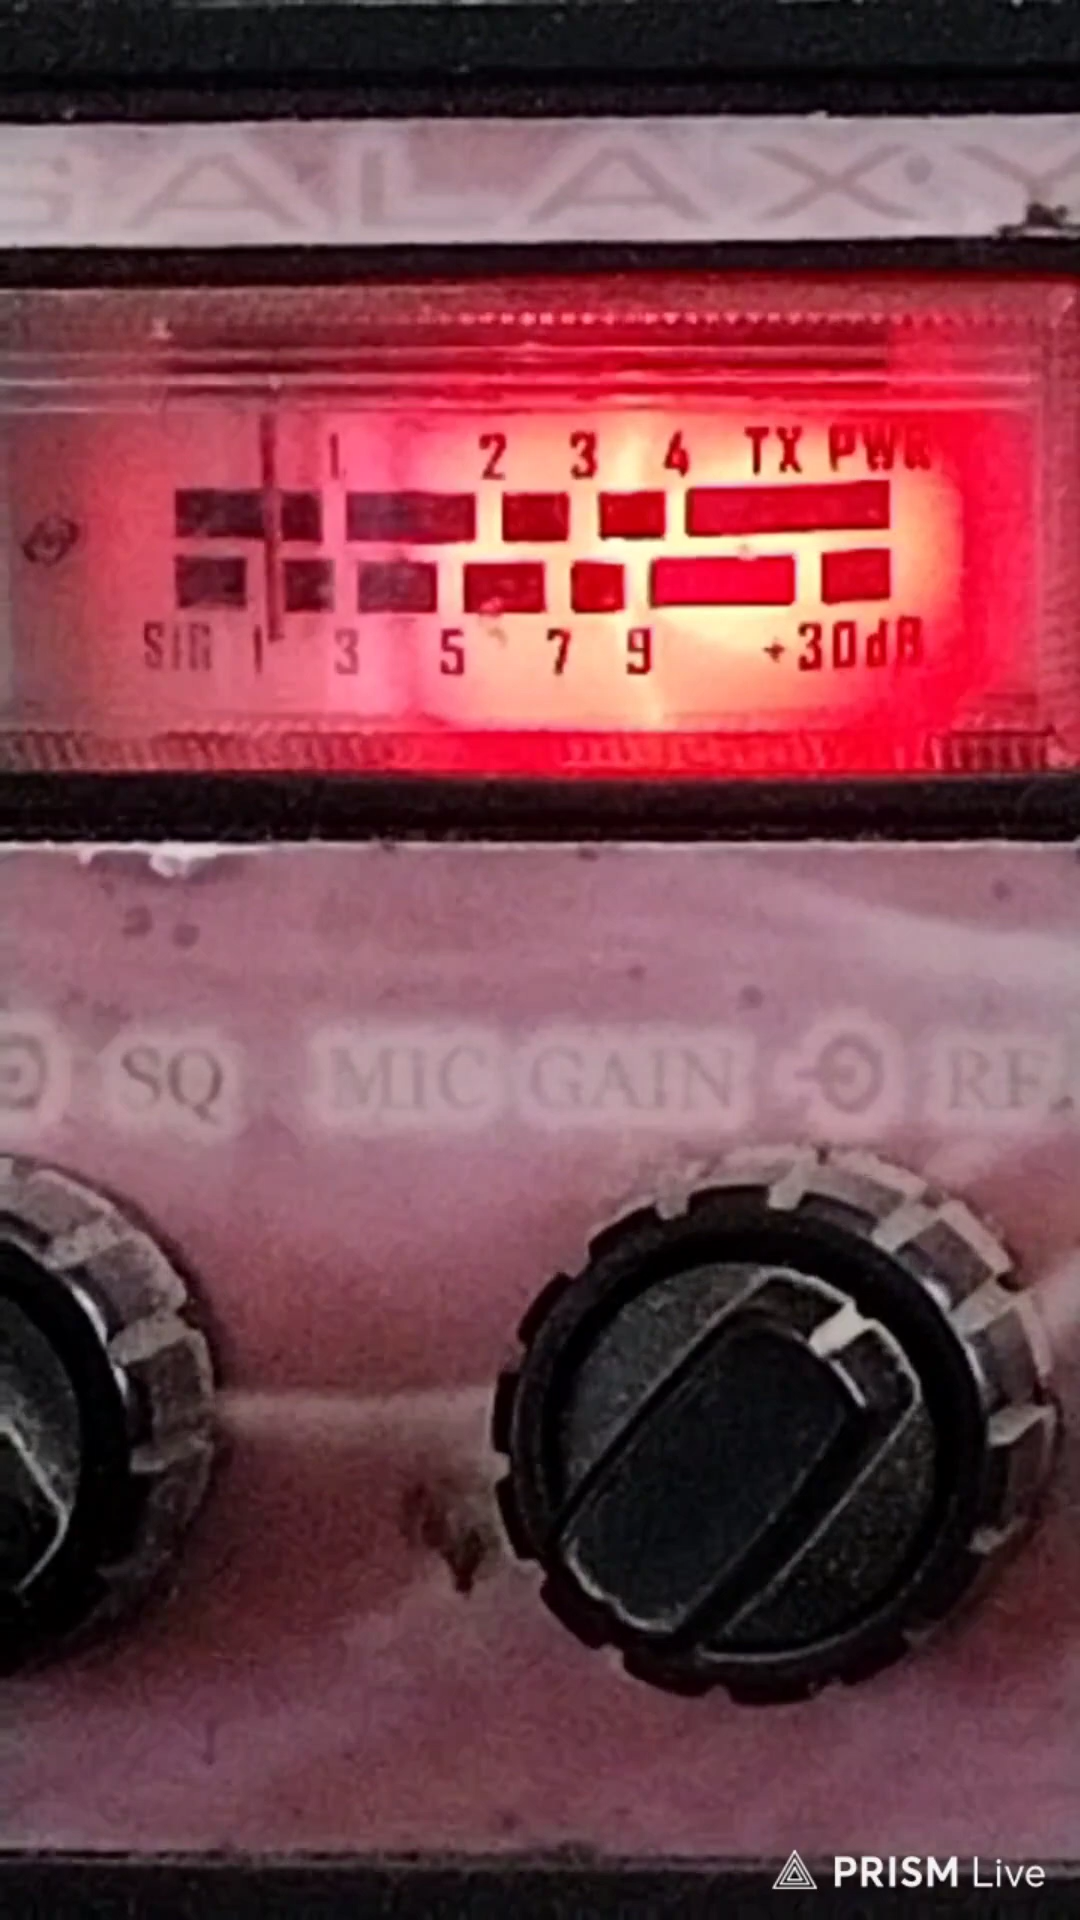 GALAXY
1 2 3 4 TX PWR
SIG 1 3 5 7 9 +30dB
SQ MIC GAIN RF
PRISM Live